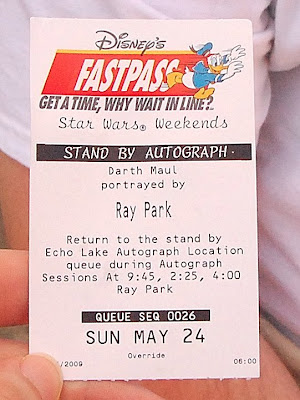 Disney's
FASTPASS
GET A TIME, WHY WAIT IN LINE?
Star Wars® Weekends
STAND BY AUTOGRAPH
Darth Maul
portrayed by
Ray Park
Return to the stand by
Echo Lake Autograph Location
queue during Autograph
Sessions At 9:45, 2:25, 4:00
Ray Park
QUEUE SEQ 0026
SUN MAY 24
Override
/2009 06:00